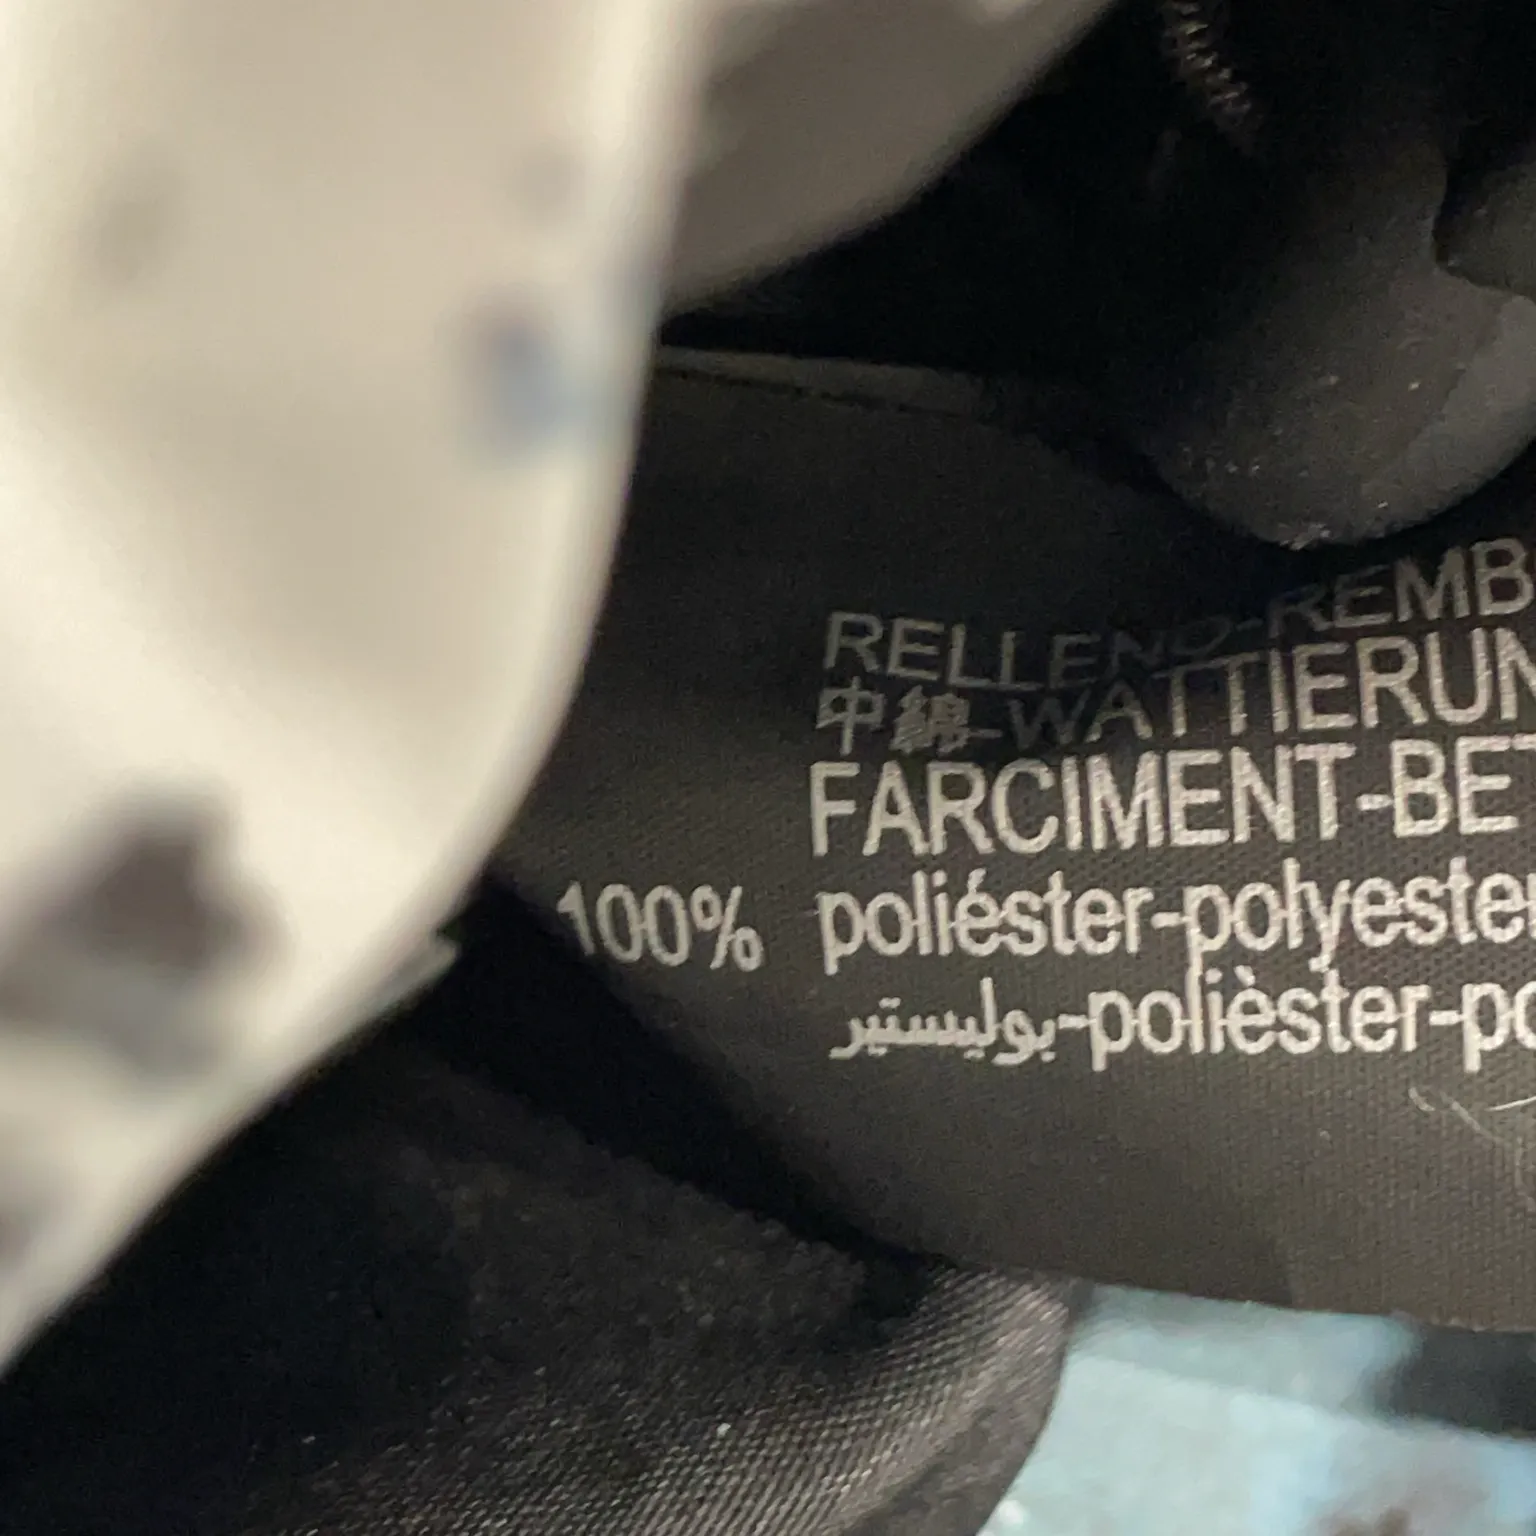 RELLENO-REMB
中綿-WATTIERUN
FARCIMENT-BET
100% poliéster-polyester
بوليستير-polièster-po